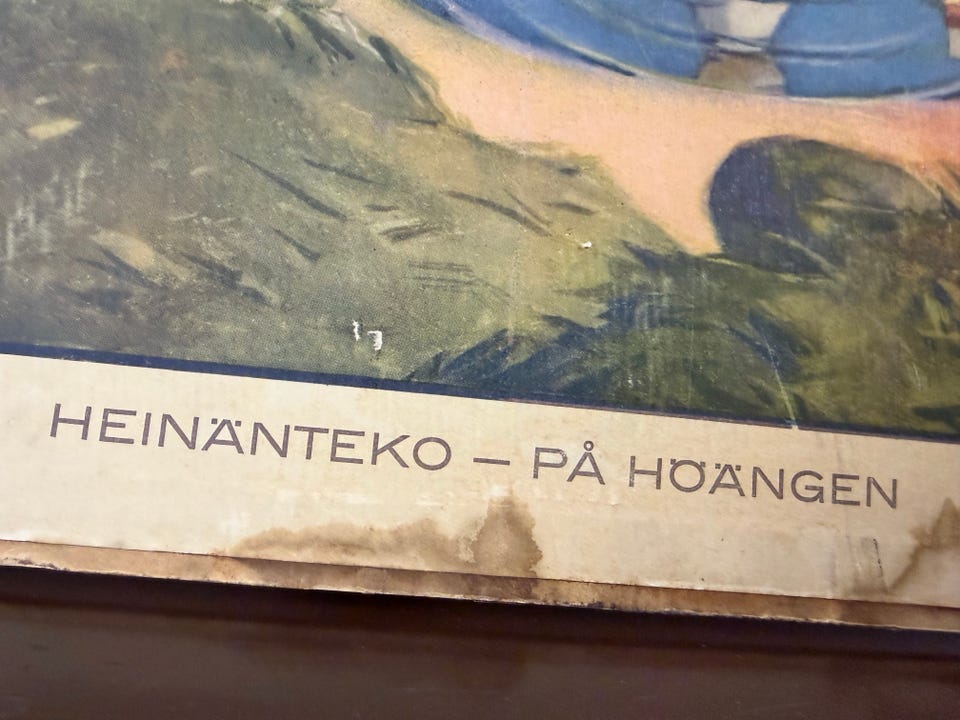 HEINÄNTEKO – PÅ HÖÄNGEN